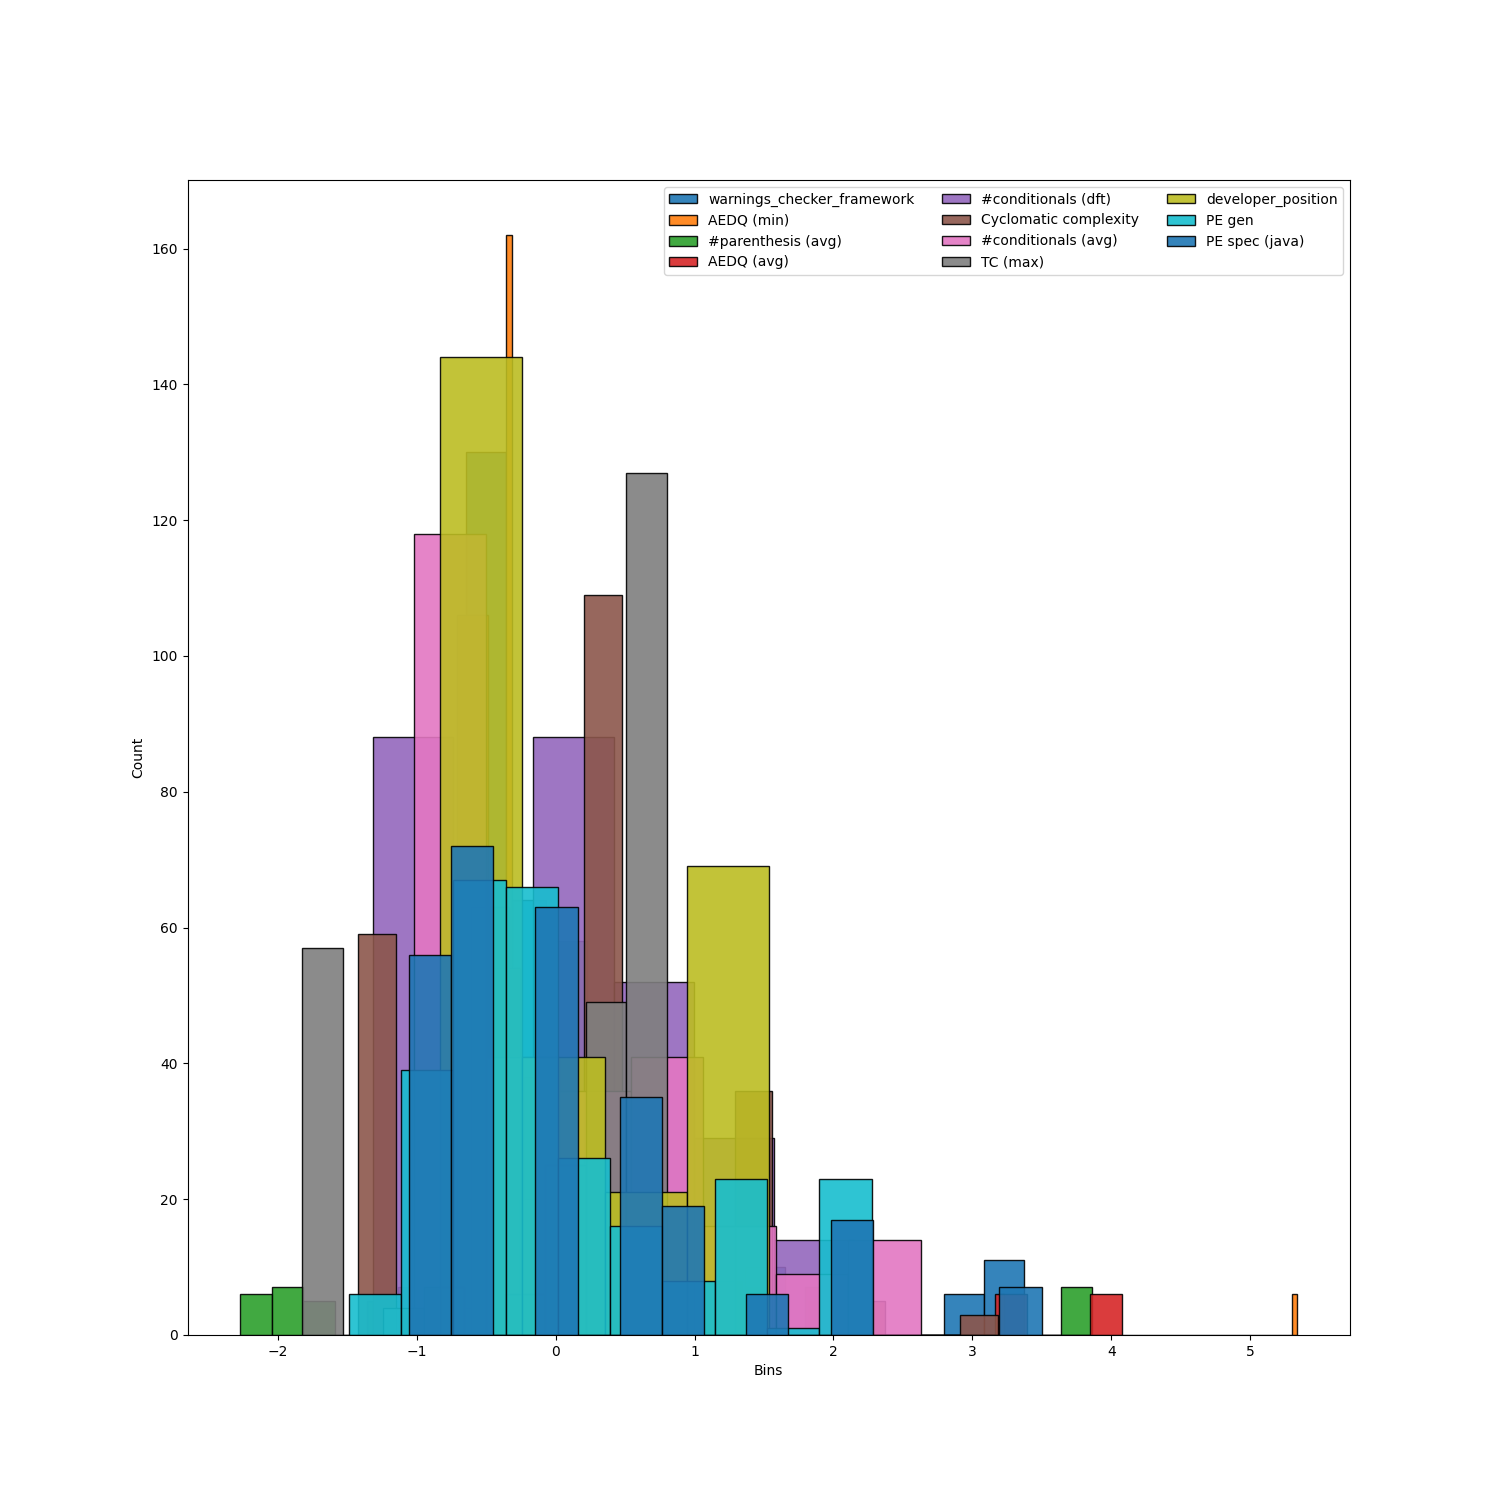 warnings_checker_framework
AEDQ (min)
#parenthesis (avg)
AEDQ (avg)
#conditionals (dft)
Cyclomatic complexity
#conditionals (avg)
TC (max)
developer_position
PE gen
PE spec (java)
160
140
120
100
80
60
40
20
0
Count
−2 −1 0 1 2 3 4 5
Bins